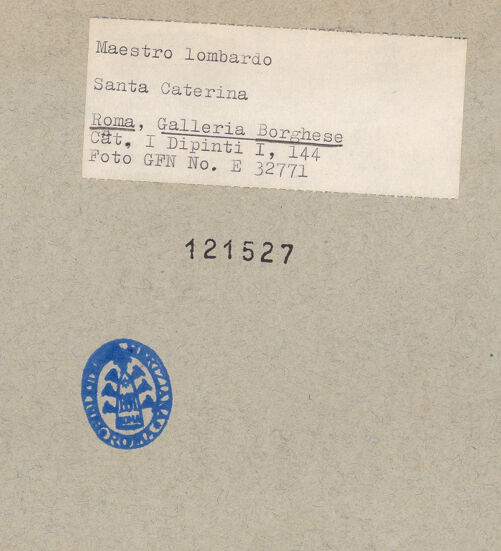 Maestro lombardo
Santa Caterina
Roma, Galleria Borghese
Cat, I Dipinti I, 144
Foto GFN No. E 32771
121527